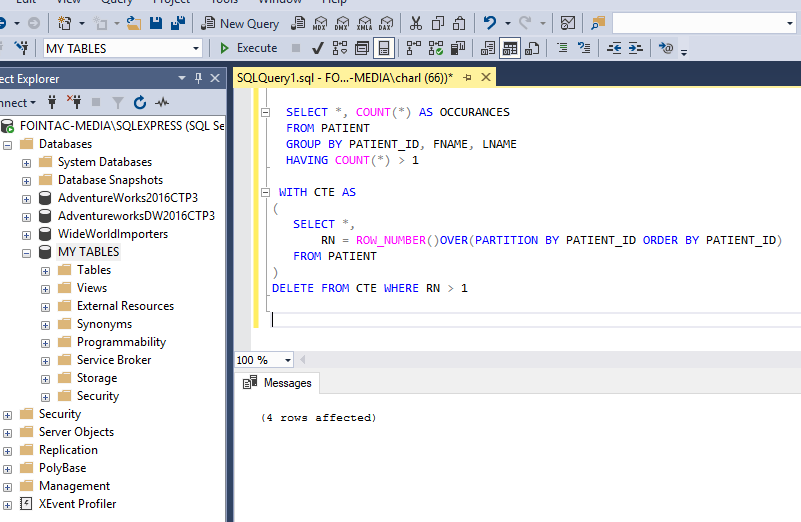 Edit View Query Project Tools Window Help
New Query MDX DMX XMLA DAX
MY TABLES Execute
ect Explorer
nnect
FOINTAC-MEDIA\SQLEXPRESS (SQL Se
Databases
System Databases
Database Snapshots
AdventureWorks2016CTP3
AdventureworksDW2016CTP3
WideWorldImporters
MY TABLES
Tables
Views
External Resources
Synonyms
Programmability
Service Broker
Storage
Security
Security
Server Objects
Replication
PolyBase
Management
XEvent Profiler
SQLQuery1.sql - FO...-MEDIA\charl (66))*
SELECT *, COUNT(*) AS OCCURANCES
FROM PATIENT
GROUP BY PATIENT_ID, FNAME, LNAME
HAVING COUNT(*) > 1
WITH CTE AS
(
SELECT *,
RN = ROW_NUMBER()OVER(PARTITION BY PATIENT_ID ORDER BY PATIENT_ID)
FROM PATIENT
)
DELETE FROM CTE WHERE RN > 1
100 %
Messages
(4 rows affected)